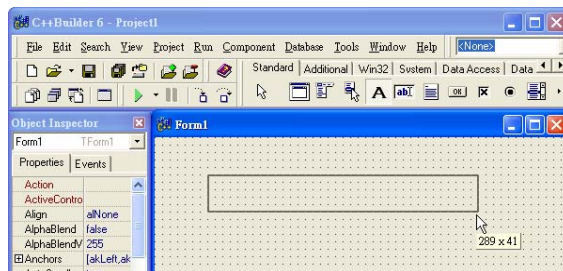 C++Builder 6 - Project1
File Edit Search View Project Run Component Database Tools Window Help <None>
Standard Additional Win32 System Data Access Data
A ab OK
Object Inspector
Form1 TForm1
Properties Events
Action
ActiveContro
Align alNone
AlphaBlend false
AlphaBlendV 255
Anchors [akLeft,ak
Form1
289 x 41